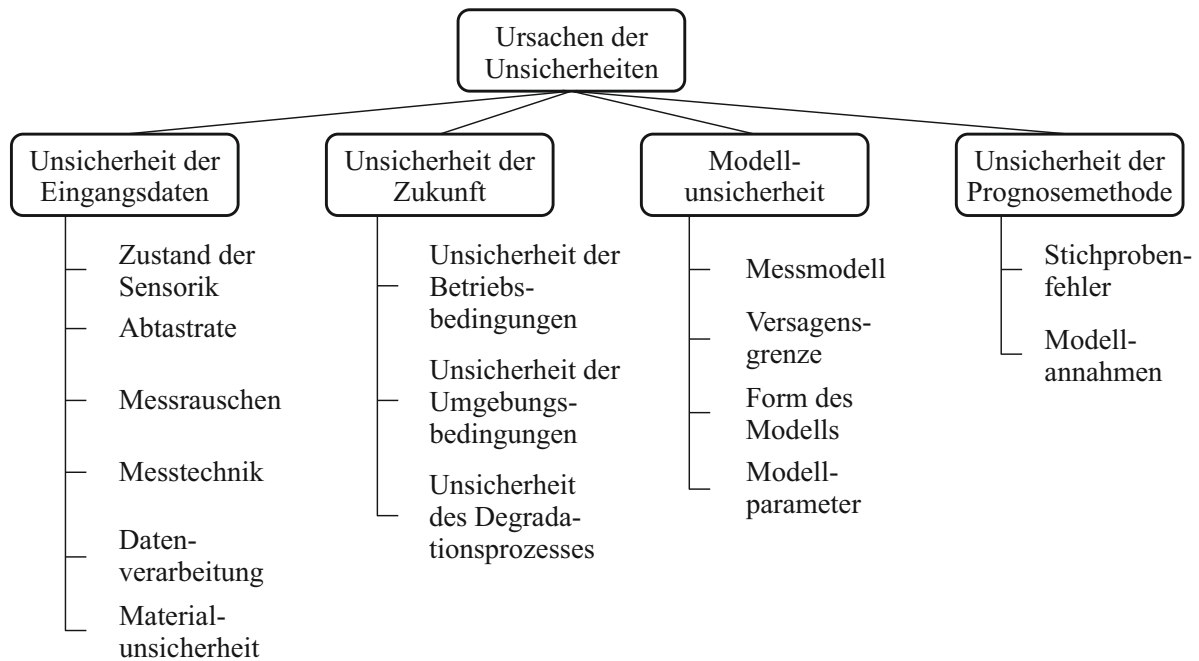 Ursachen der
Unsicherheiten
Unsicherheit der
Eingangsdaten
Zustand der
Sensorik
Abtastrate
Messrauschen
Messtechnik
Daten-
verarbeitung
Material-
unsicherheit
Unsicherheit der
Zukunft
Unsicherheit der
Betriebs-
bedingungen
Unsicherheit der
Umgebungs-
bedingungen
Unsicherheit
des Degrada-
tionsprozesses
Modell-
unsicherheit
Messmodell
Versagens-
grenze
Form des
Modells
Modell-
parameter
Unsicherheit der
Prognosemethode
Stichproben-
fehler
Modell-
annahmen